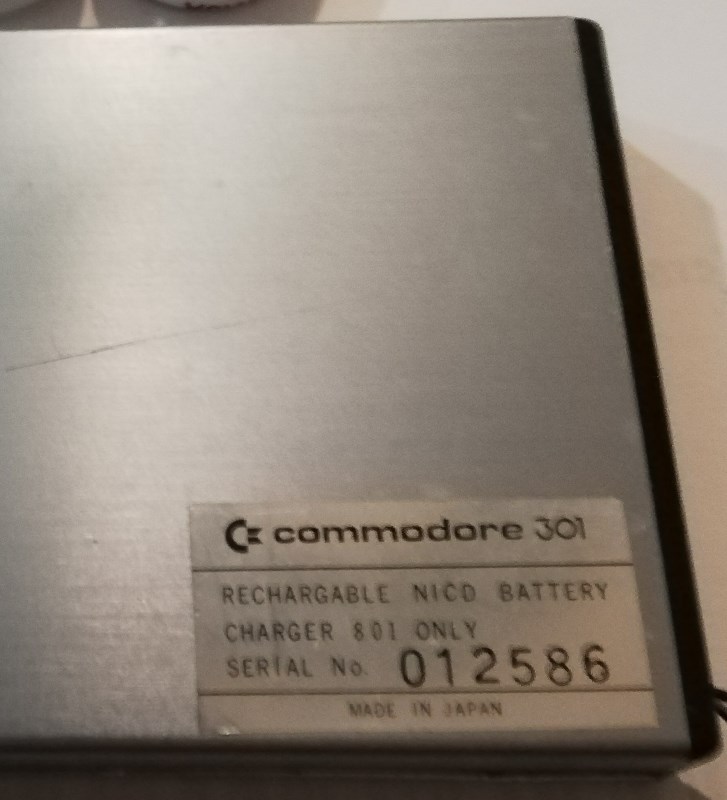 commodore 301
RECHARGABLE NICD BATTERY
CHARGER 801 ONLY
SERIAL No. 012586
MADE IN JAPAN